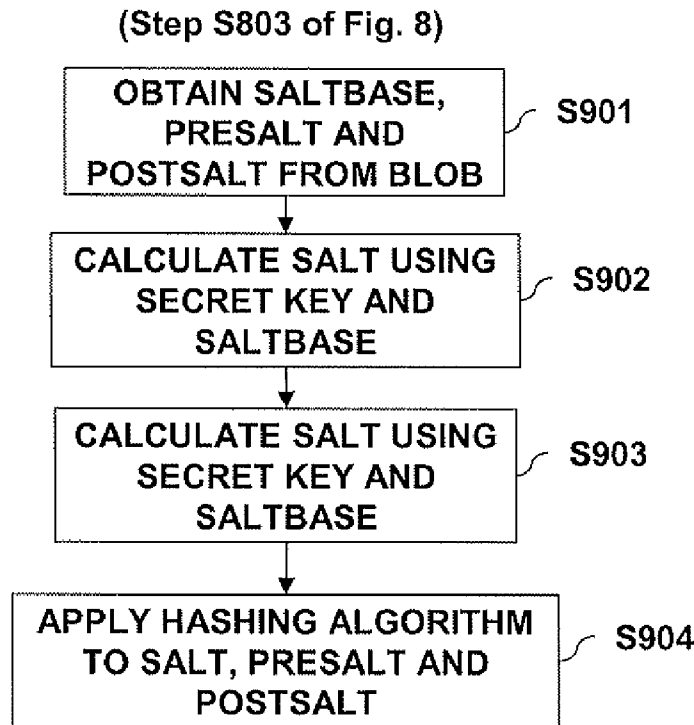 (Step S803 of Fig. 8)
OBTAIN SALTBASE,
PRESALT AND
POSTSALT FROM BLOB
S901
CALCULATE SALT USING
SECRET KEY AND
SALTBASE
S902
CALCULATE SALT USING
SECRET KEY AND
SALTBASE
S903
APPLY HASHING ALGORITHM
TO SALT, PRESALT AND
POSTSALT
S904